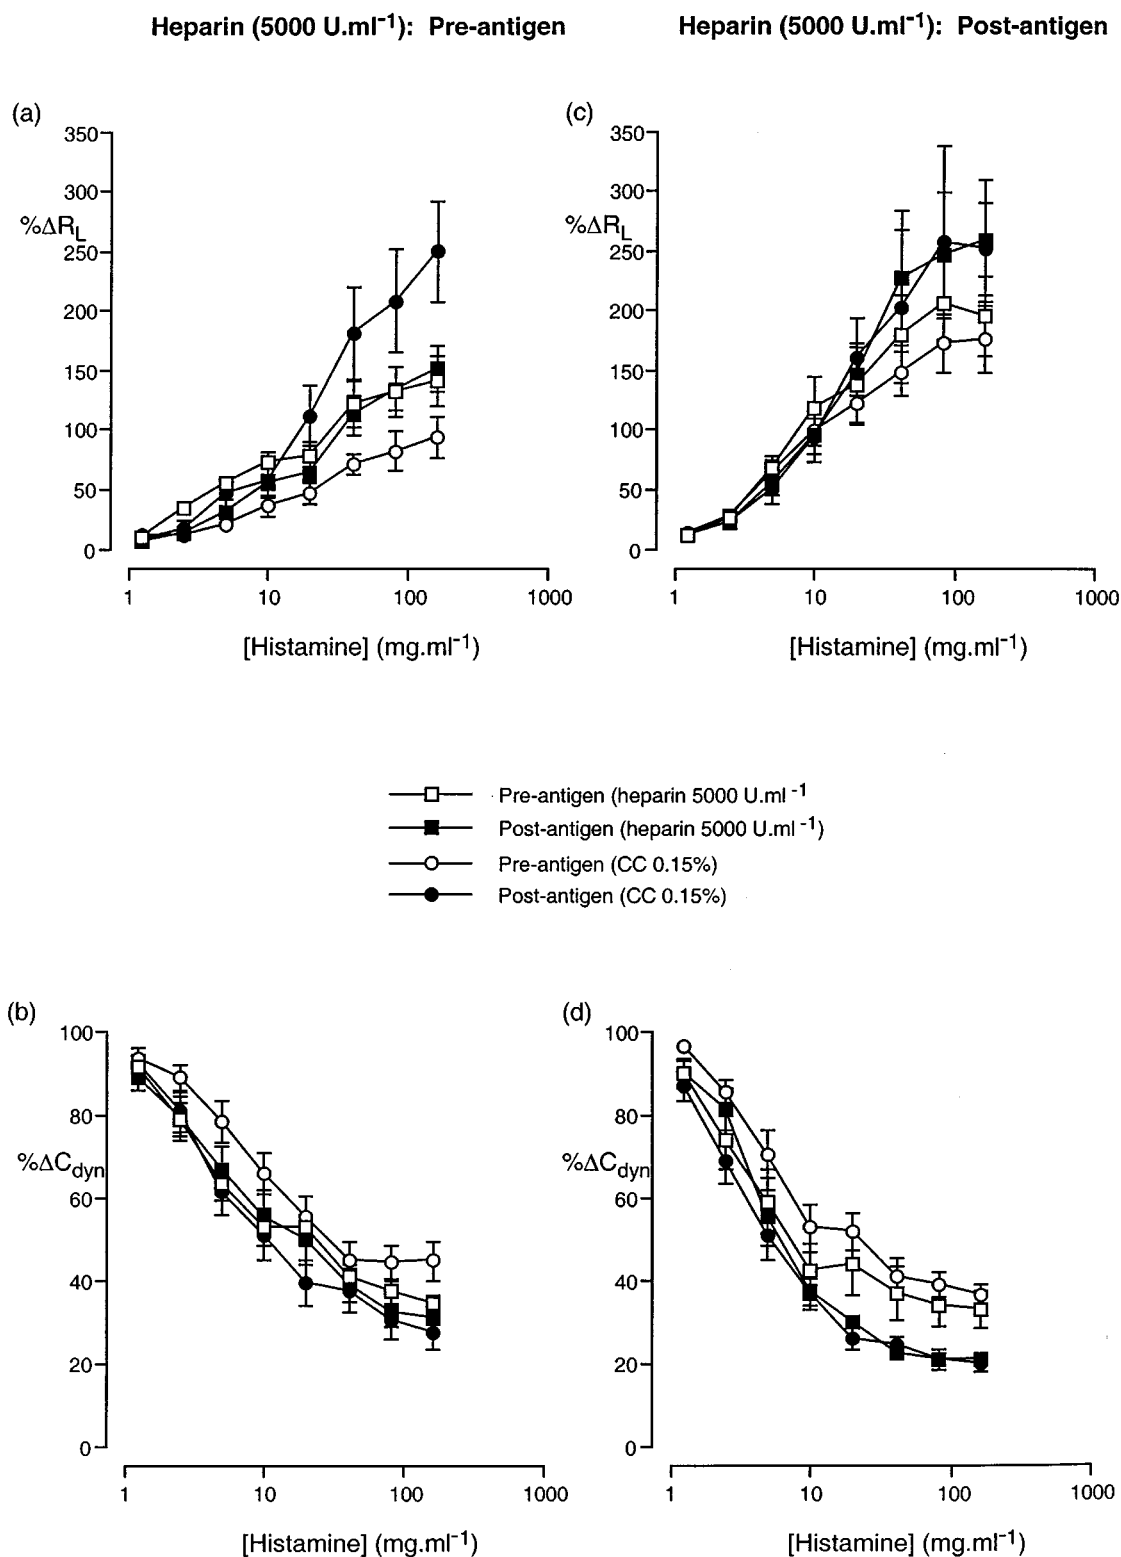 Heparin (5000 U.ml⁻¹): Pre-antigen
Heparin (5000 U.ml⁻¹): Post-antigen
(a)
350
300
%ΔR_L
250
200
150
100
50
0
1 10 100 1000
[Histamine] (mg.ml⁻¹)
(c)
350
300
%ΔR_L
250
200
150
100
50
0
1 10 100 1000
[Histamine] (mg.ml⁻¹)
Pre-antigen (heparin 5000 U.ml⁻¹
Post-antigen (heparin 5000 U.ml⁻¹)
Pre-antigen (CC 0.15%)
Post-antigen (CC 0.15%)
(b)
100
80
%ΔC_dyn
60
40
20
0
1 10 100 1000
[Histamine] (mg.ml⁻¹)
(d)
100
80
%ΔC_dyn
60
40
20
0
1 10 100 1000
[Histamine] (mg.ml⁻¹)